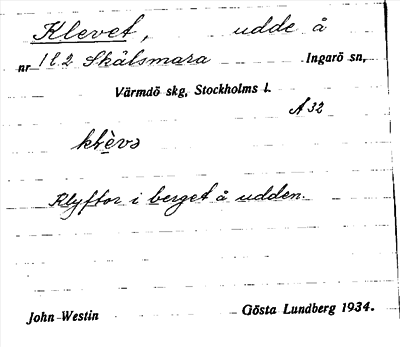 Klevet, udde å
nr 1 o. 2 Skälsmara Ingarö sn,
Värmdö skg, Stockholms l.
A 32
klèvə
Klyftor i berget å udden.
John Westin Gösta Lundberg 1934.